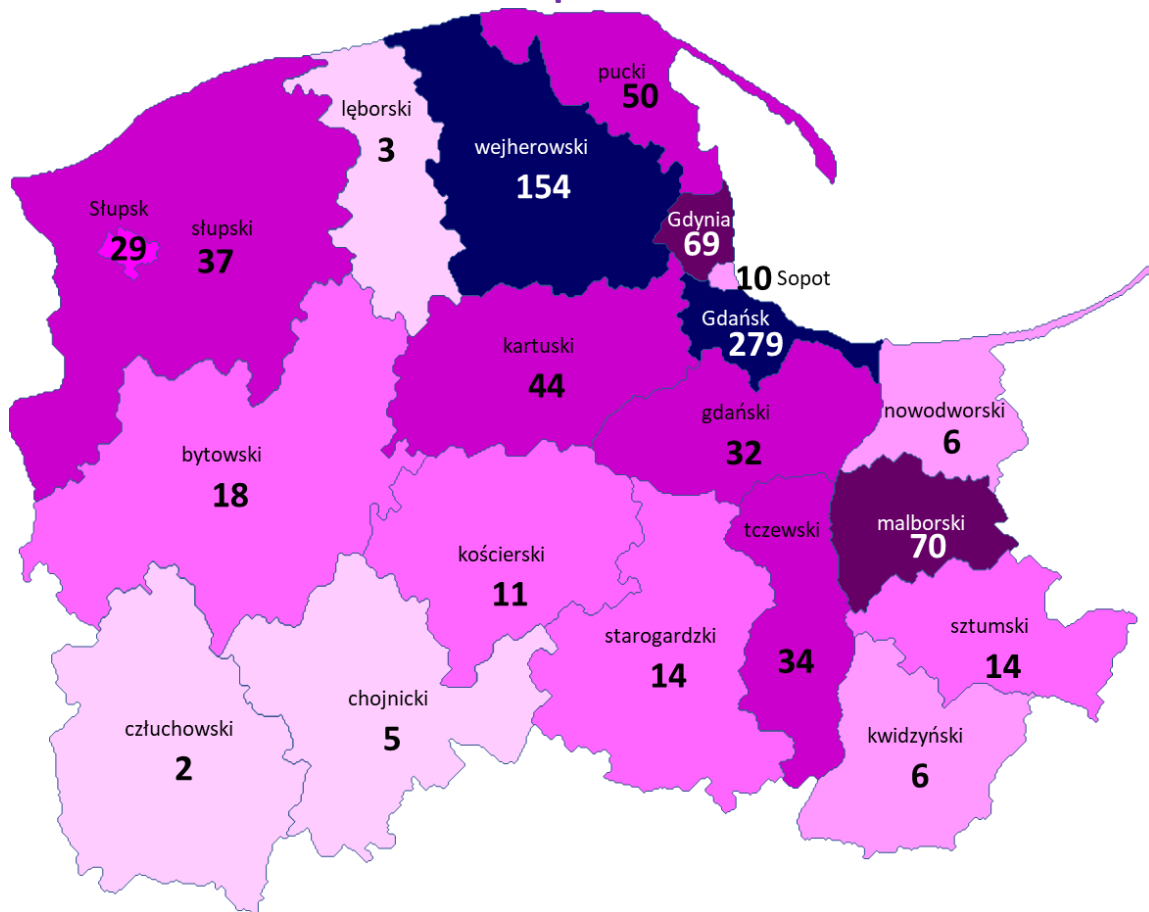 pucki
50
lęborski
3
wejherowski
154
Słupsk
29
słupski
37
Gdynia
69
10 Sopot
Gdańsk
279
kartuski
44
gdański
32
nowodworski
6
bytowski
18
tczewski
34
malborski
70
kościerski
11
starogardzki
14
sztumski
14
chojnicki
5
człuchowski
2
kwidzyński
6